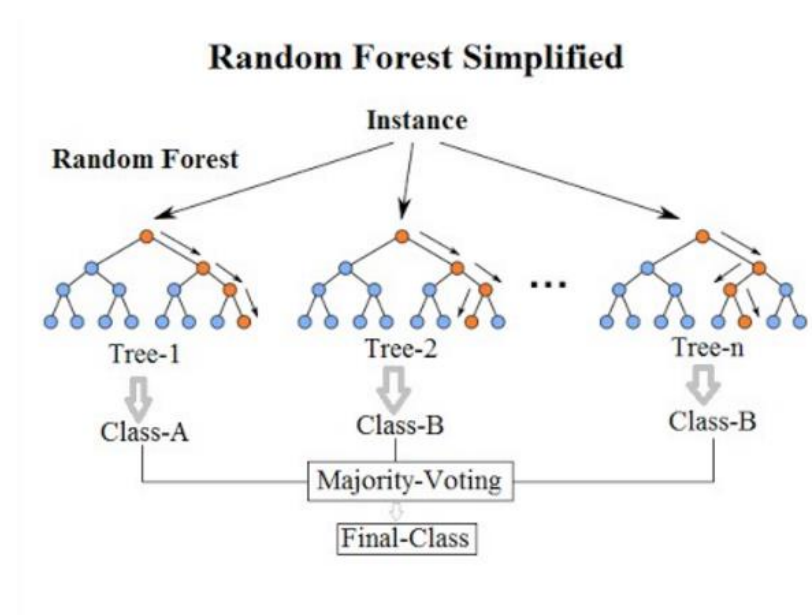 Random Forest Simplified
Instance
Random Forest
...
Tree-1
Tree-2
Tree-n
Class-A
Class-B
Class-B
Majority-Voting
Final-Class